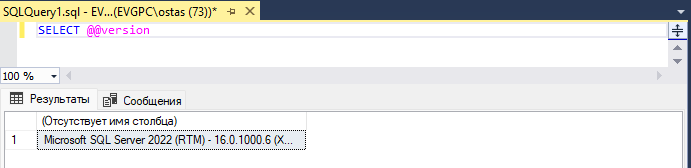 SQLQuery1.sql - EV...(EVGPC\ostas (73))*
SELECT @@version
100 %
Результаты Сообщения
(Отсутствует имя столбца)
1 Microsoft SQL Server 2022 (RTM) - 16.0.1000.6 (X...